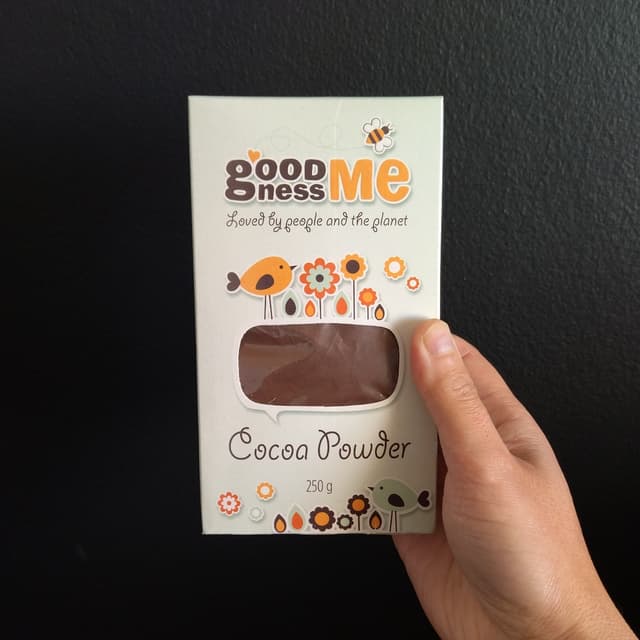 gOOD
ness ME
Loved by people and the planet
Cocoa Powder
250 g